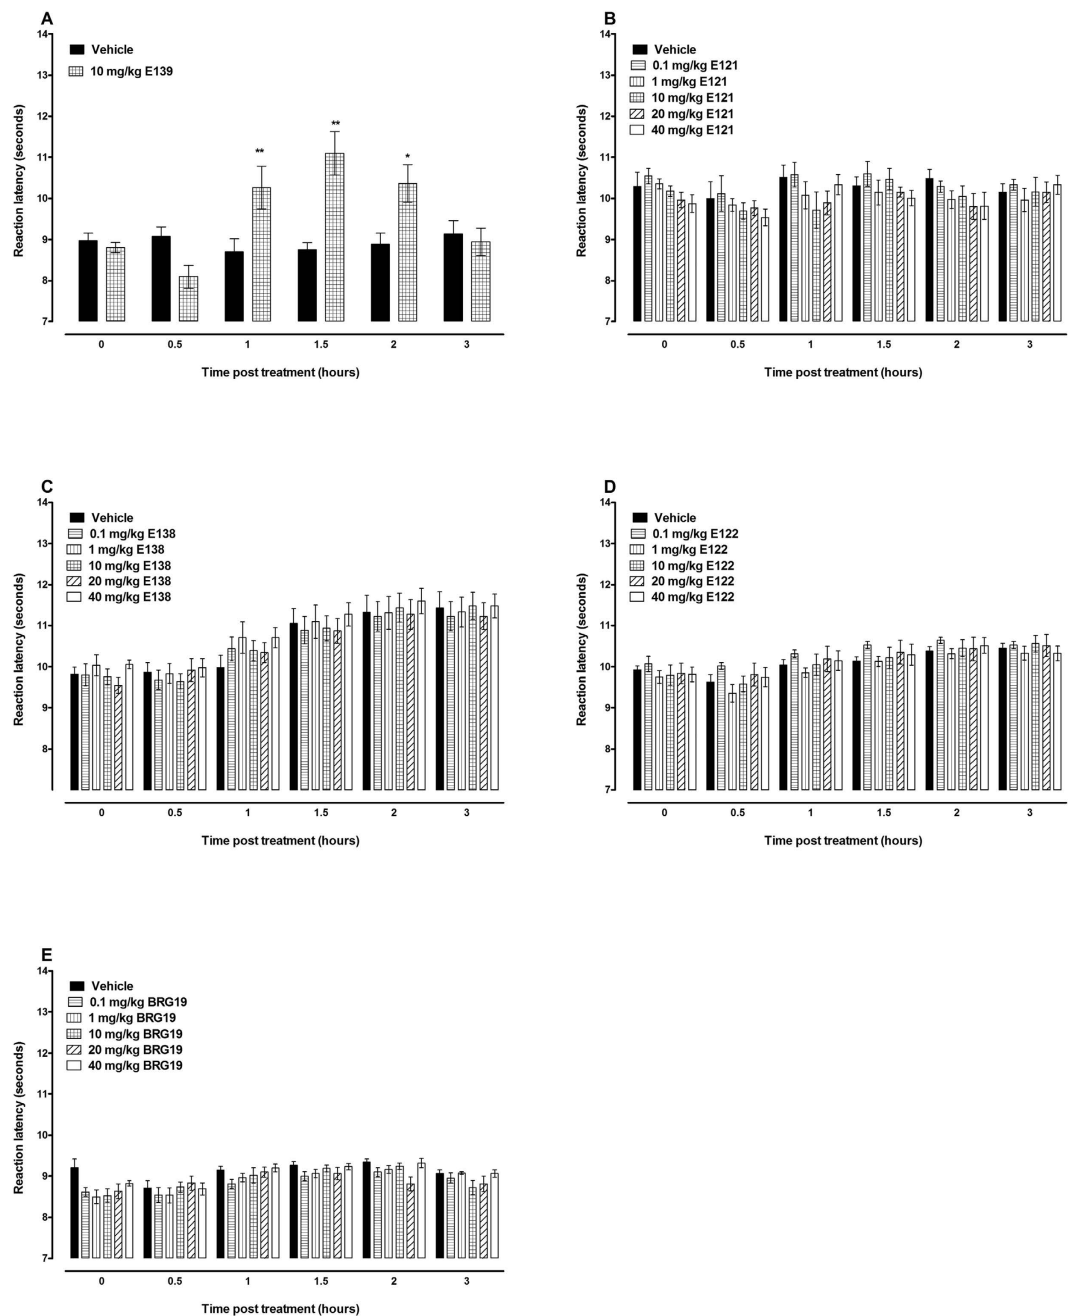 A
14
13
12
11
10
9
8
7
Reaction latency (seconds)
Vehicle
10 mg/kg E139
**
**
*
0 0.5 1 1.5 2 3
Time post treatment (hours)
B
14
13
12
11
10
9
8
7
Reaction latency (seconds)
Vehicle
0.1 mg/kg E121
1 mg/kg E121
10 mg/kg E121
20 mg/kg E121
40 mg/kg E121
0 0.5 1 1.5 2 3
Time post treatment (hours)
C
14
13
12
11
10
9
8
Reaction latency (seconds)
Vehicle
0.1 mg/kg E138
1 mg/kg E138
10 mg/kg E138
20 mg/kg E138
40 mg/kg E138
0 0.5 1 1.5 2 3
Time post treatment (hours)
D
14
13
12
11
10
9
8
7
Reaction latency (seconds)
Vehicle
0.1 mg/kg E122
1 mg/kg E122
10 mg/kg E122
20 mg/kg E122
40 mg/kg E122
0 0.5 1 1.5 2 3
Time post treatment (hours)
E
14
13
12
11
10
9
8
7
Reaction latency (seconds)
Vehicle
0.1 mg/kg BRG19
1 mg/kg BRG19
10 mg/kg BRG19
20 mg/kg BRG19
40 mg/kg BRG19
0 0.5 1 1.5 2 3
Time post treatment (hours)